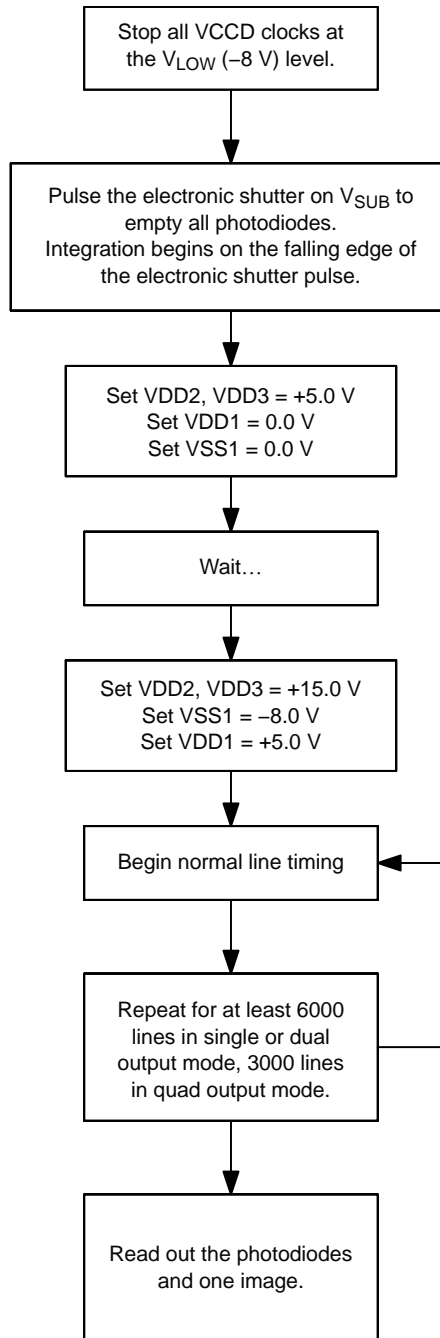 Stop all VCCD clocks at
the VLOW (−8 V) level.
Pulse the electronic shutter on VSUB to
empty all photodiodes.
Integration begins on the falling edge of
the electronic shutter pulse.
Set VDD2, VDD3 = +5.0 V
Set VDD1 = 0.0 V
Set VSS1 = 0.0 V
Wait…
Set VDD2, VDD3 = +15.0 V
Set VSS1 = −8.0 V
Set VDD1 = +5.0 V
Begin normal line timing
Repeat for at least 6000
lines in single or dual
output mode, 3000 lines
in quad output mode.
Read out the photodiodes
and one image.